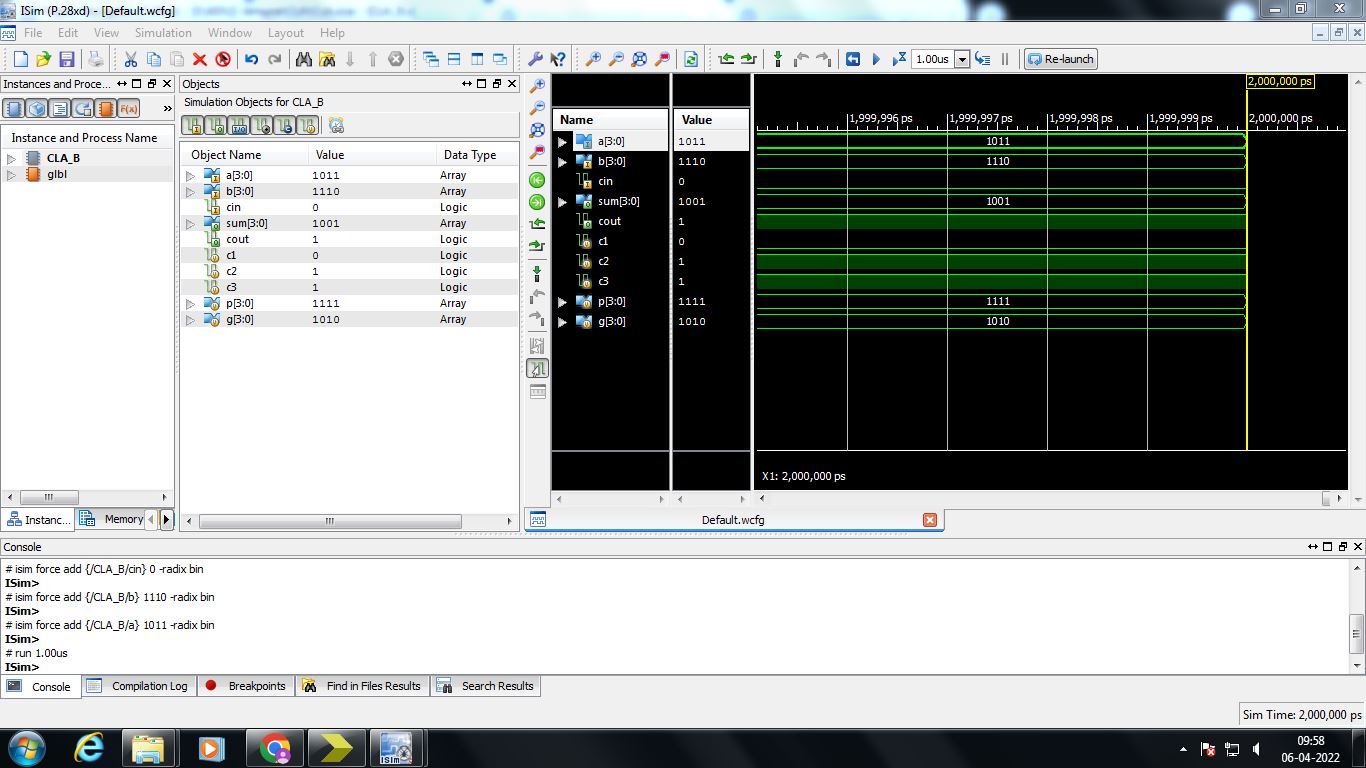 ISim (P.28xd) - [Default.wcfg]
File Edit View Simulation Window Layout Help
1.00us Re-launch
Instances and Proce...
Instance and Process Name
CLA_B
glbl
Instanc... Memory
Objects
Simulation Objects for CLA_B
Object Name Value Data Type
a[3:0] 1011 Array
b[3:0] 1110 Array
cin 0 Logic
sum[3:0] 1001 Array
cout 1 Logic
c1 0 Logic
c2 1 Logic
c3 1 Logic
p[3:0] 1111 Array
g[3:0] 1010 Array
Name Value
a[3:0] 1011
b[3:0] 1110
cin 0
sum[3:0] 1001
cout 1
c1 0
c2 1
c3 1
p[3:0] 1111
g[3:0] 1010
2,000,000 ps
1,999,996 ps 1,999,997 ps 1,999,998 ps 1,999,999 ps 2,000,000 ps
1011
1110
1001
1111
1010
X1: 2,000,000 ps
Default.wcfg
Console
# isim force add {/CLA_B/cin} 0 -radix bin
ISim>
# isim force add {/CLA_B/b} 1110 -radix bin
ISim>
# isim force add {/CLA_B/a} 1011 -radix bin
ISim>
# run 1.00us
ISim>
Console Compilation Log Breakpoints Find in Files Results Search Results
Sim Time: 2,000,000 ps
ISim
09:58
06-04-2022